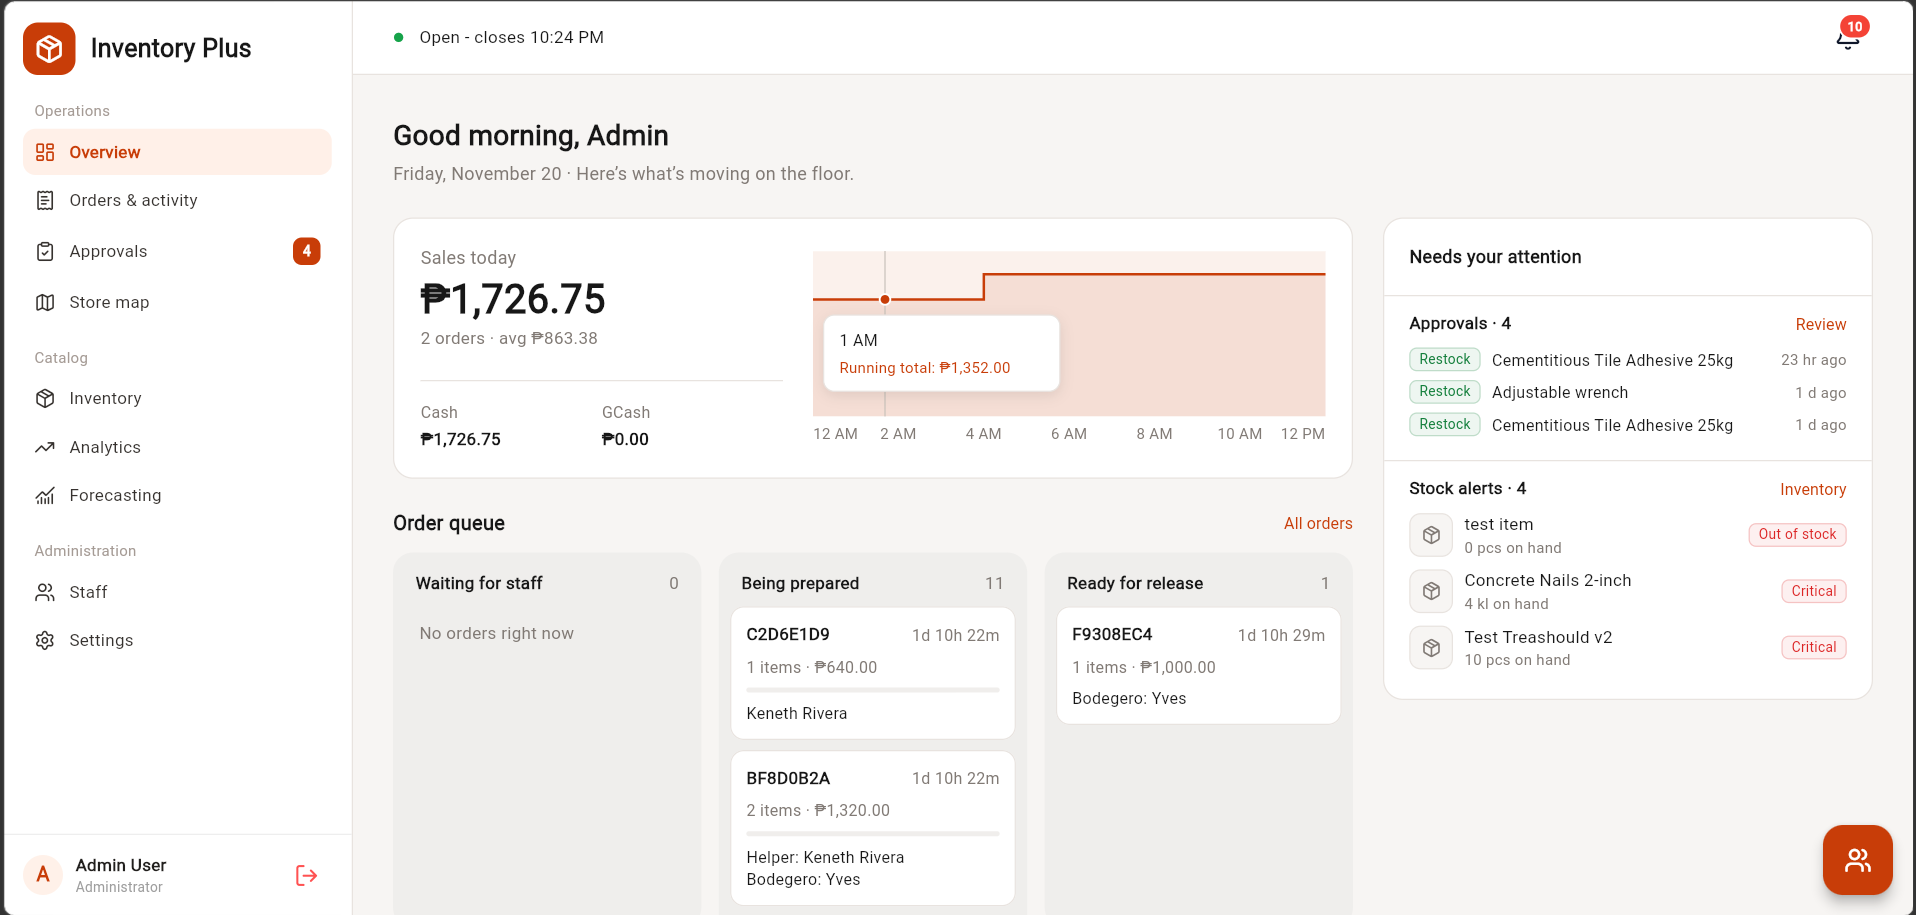 Inventory Plus
Operations
Overview
Orders & activity
Approvals 4
Store map
Catalog
Inventory
Analytics
Forecasting
Administration
Staff
Settings
A
Admin User
Administrator
Open - closes 10:24 PM
10
Good morning, Admin
Friday, November 20 · Here’s what’s moving on the floor.
Sales today
₱1,726.75
2 orders · avg ₱863.38
Cash GCash
₱1,726.75 ₱0.00
1 AM
Running total: ₱1,352.00
12 AM 2 AM 4 AM 6 AM 8 AM 10 AM 12 PM
Order queue All orders
Waiting for staff 0
No orders right now
Being prepared 11
C2D6E1D9 1d 10h 22m
1 items · ₱640.00
Keneth Rivera
BF8D0B2A 1d 10h 22m
2 items · ₱1,320.00
Helper: Keneth Rivera
Bodegero: Yves
Ready for release 1
F9308EC4 1d 10h 29m
1 items · ₱1,000.00
Bodegero: Yves
Needs your attention
Approvals · 4 Review
Restock Cementitious Tile Adhesive 25kg 23 hr ago
Restock Adjustable wrench 1 d ago
Restock Cementitious Tile Adhesive 25kg 1 d ago
Stock alerts · 4 Inventory
test item
0 pcs on hand
Out of stock
Concrete Nails 2-inch
4 kl on hand
Critical
Test Treashould v2
10 pcs on hand
Critical